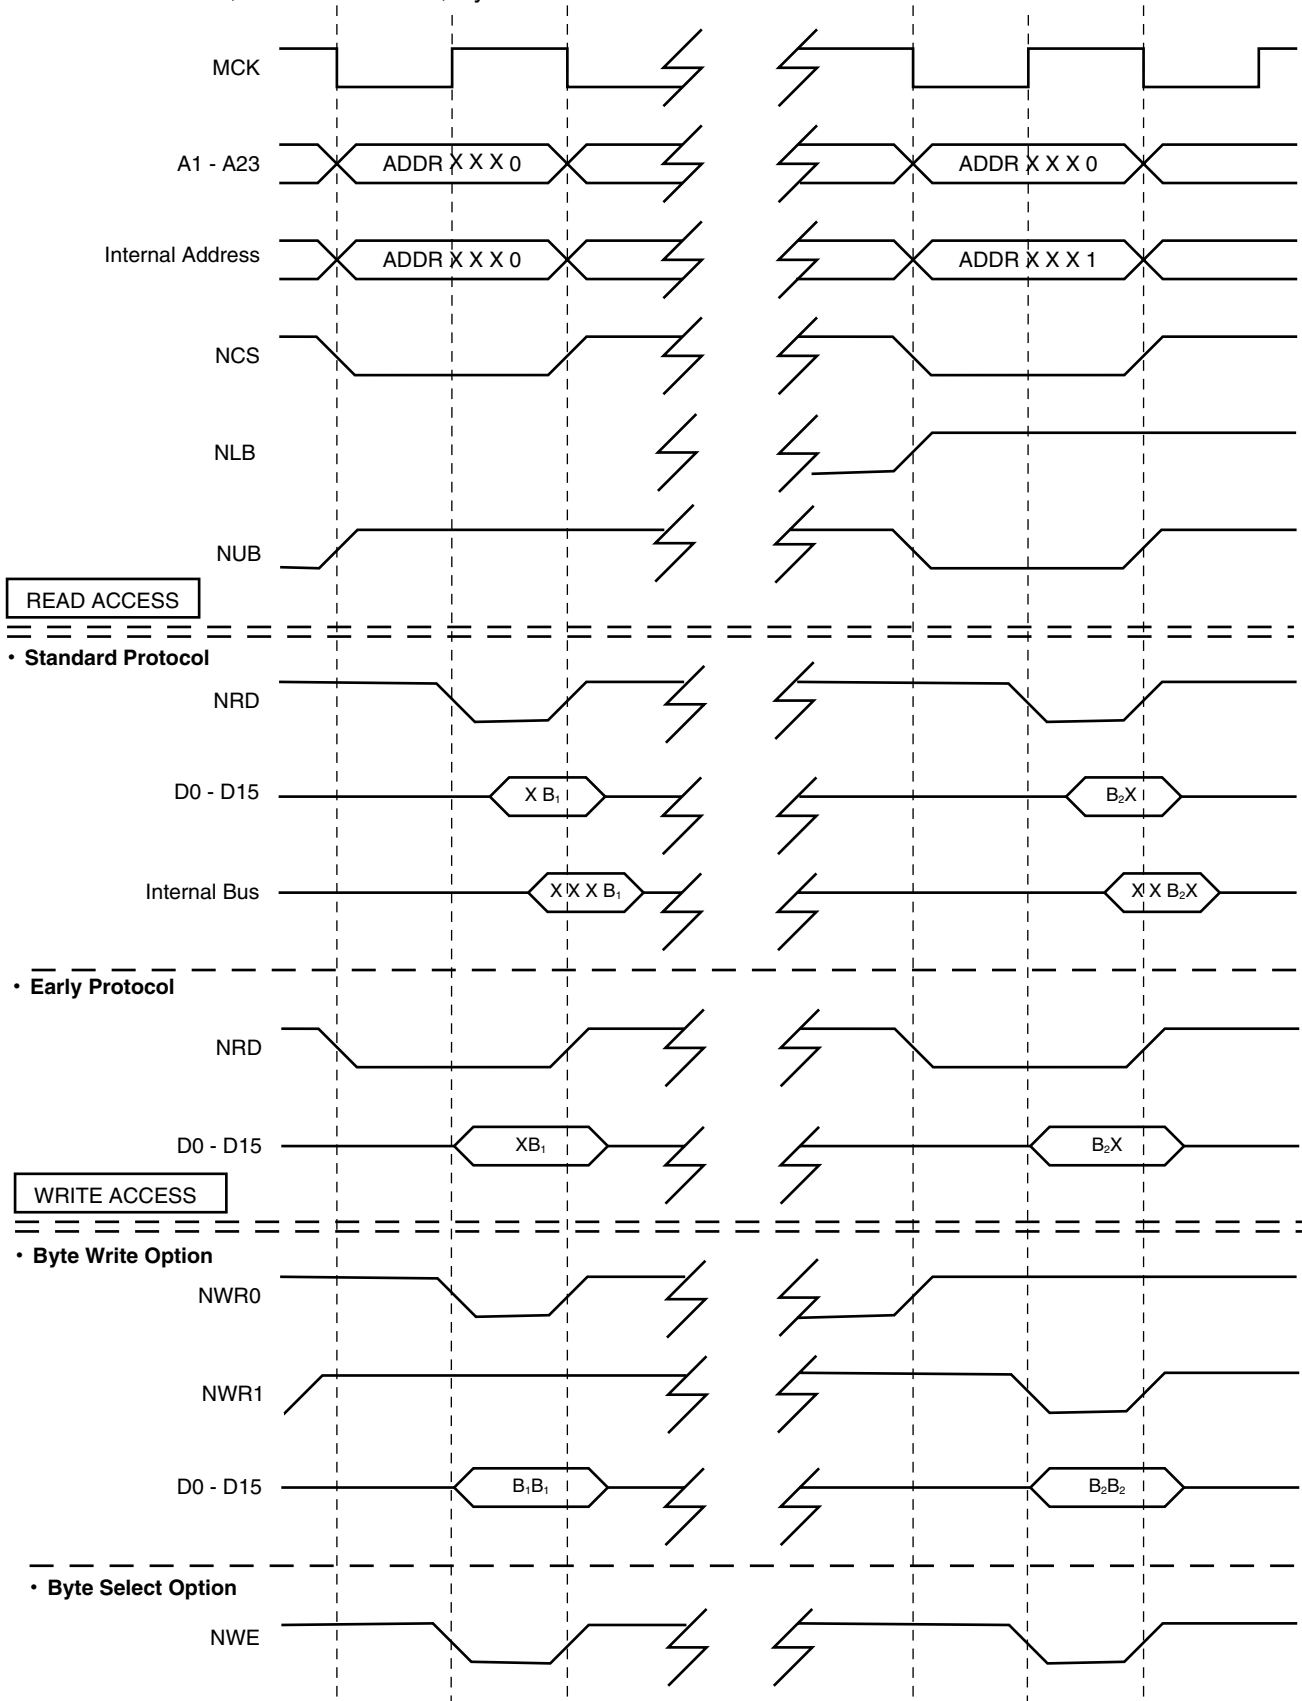 MCK
A1 - A23
ADDR X X X 0
ADDR X X X 0
Internal Address
ADDR X X X 0
ADDR X X X 1
NCS
NLB
NUB
READ ACCESS
• Standard Protocol
NRD
D0 - D15
X B₁
B₂X
Internal Bus
X X X B₁
X X B₂X
• Early Protocol
NRD
D0 - D15
XB₁
B₂X
WRITE ACCESS
• Byte Write Option
NWR0
NWR1
D0 - D15
B₁B₁
B₂B₂
• Byte Select Option
NWE